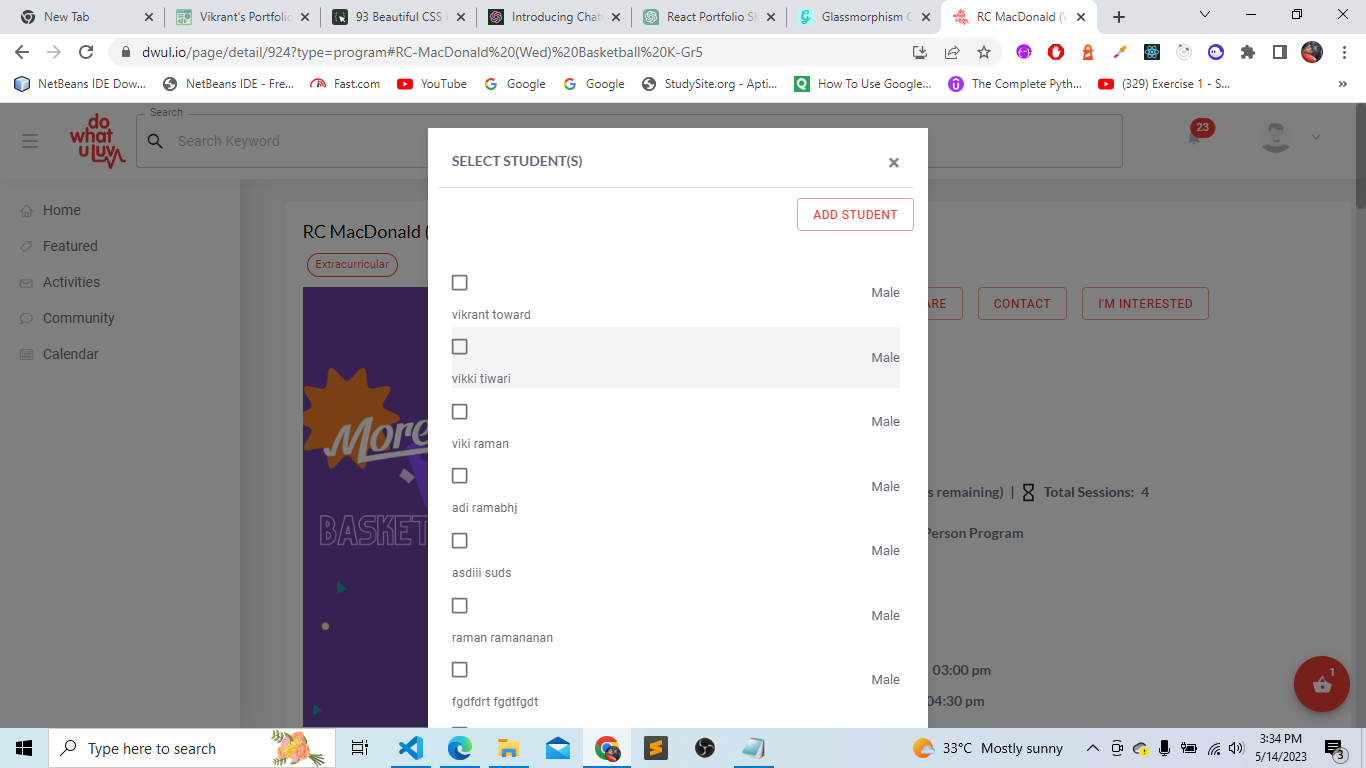 New Tab
Vikrant's Portfolio
93 Beautiful CSS
Introducing Chat
React Portfolio S
Glassmorphism C
RC MacDonald (W
dwul.io/page/detail/924?type=program#RC-MacDonald%20(Wed)%20Basketball%20K-Gr5
NetBeans IDE Dow...
NetBeans IDE - Fre...
Fast.com
YouTube
Google
Google
StudySite.org - Apti...
How To Use Google...
The Complete Pyth...
(329) Exercise 1 - S...
do
what
u Luv
Search
Search Keyword
23
SELECT STUDENT(S)
ADD STUDENT
Home
Featured
Activities
Community
Calendar
RC MacDonald (
Extracurricular
More
BASKET
ARE
CONTACT
I'M INTERESTED
Male
vikrant toward
Male
vikki tiwari
Male
viki raman
Male
adi ramabhj
Male
asdiii suds
Male
raman ramananan
Male
fgdfdrt fgdtfgdt
s remaining) | Total Sessions: 4
Person Program
03:00 pm
04:30 pm
1
Type here to search
33°C Mostly sunny
3:34 PM
5/14/2023
3